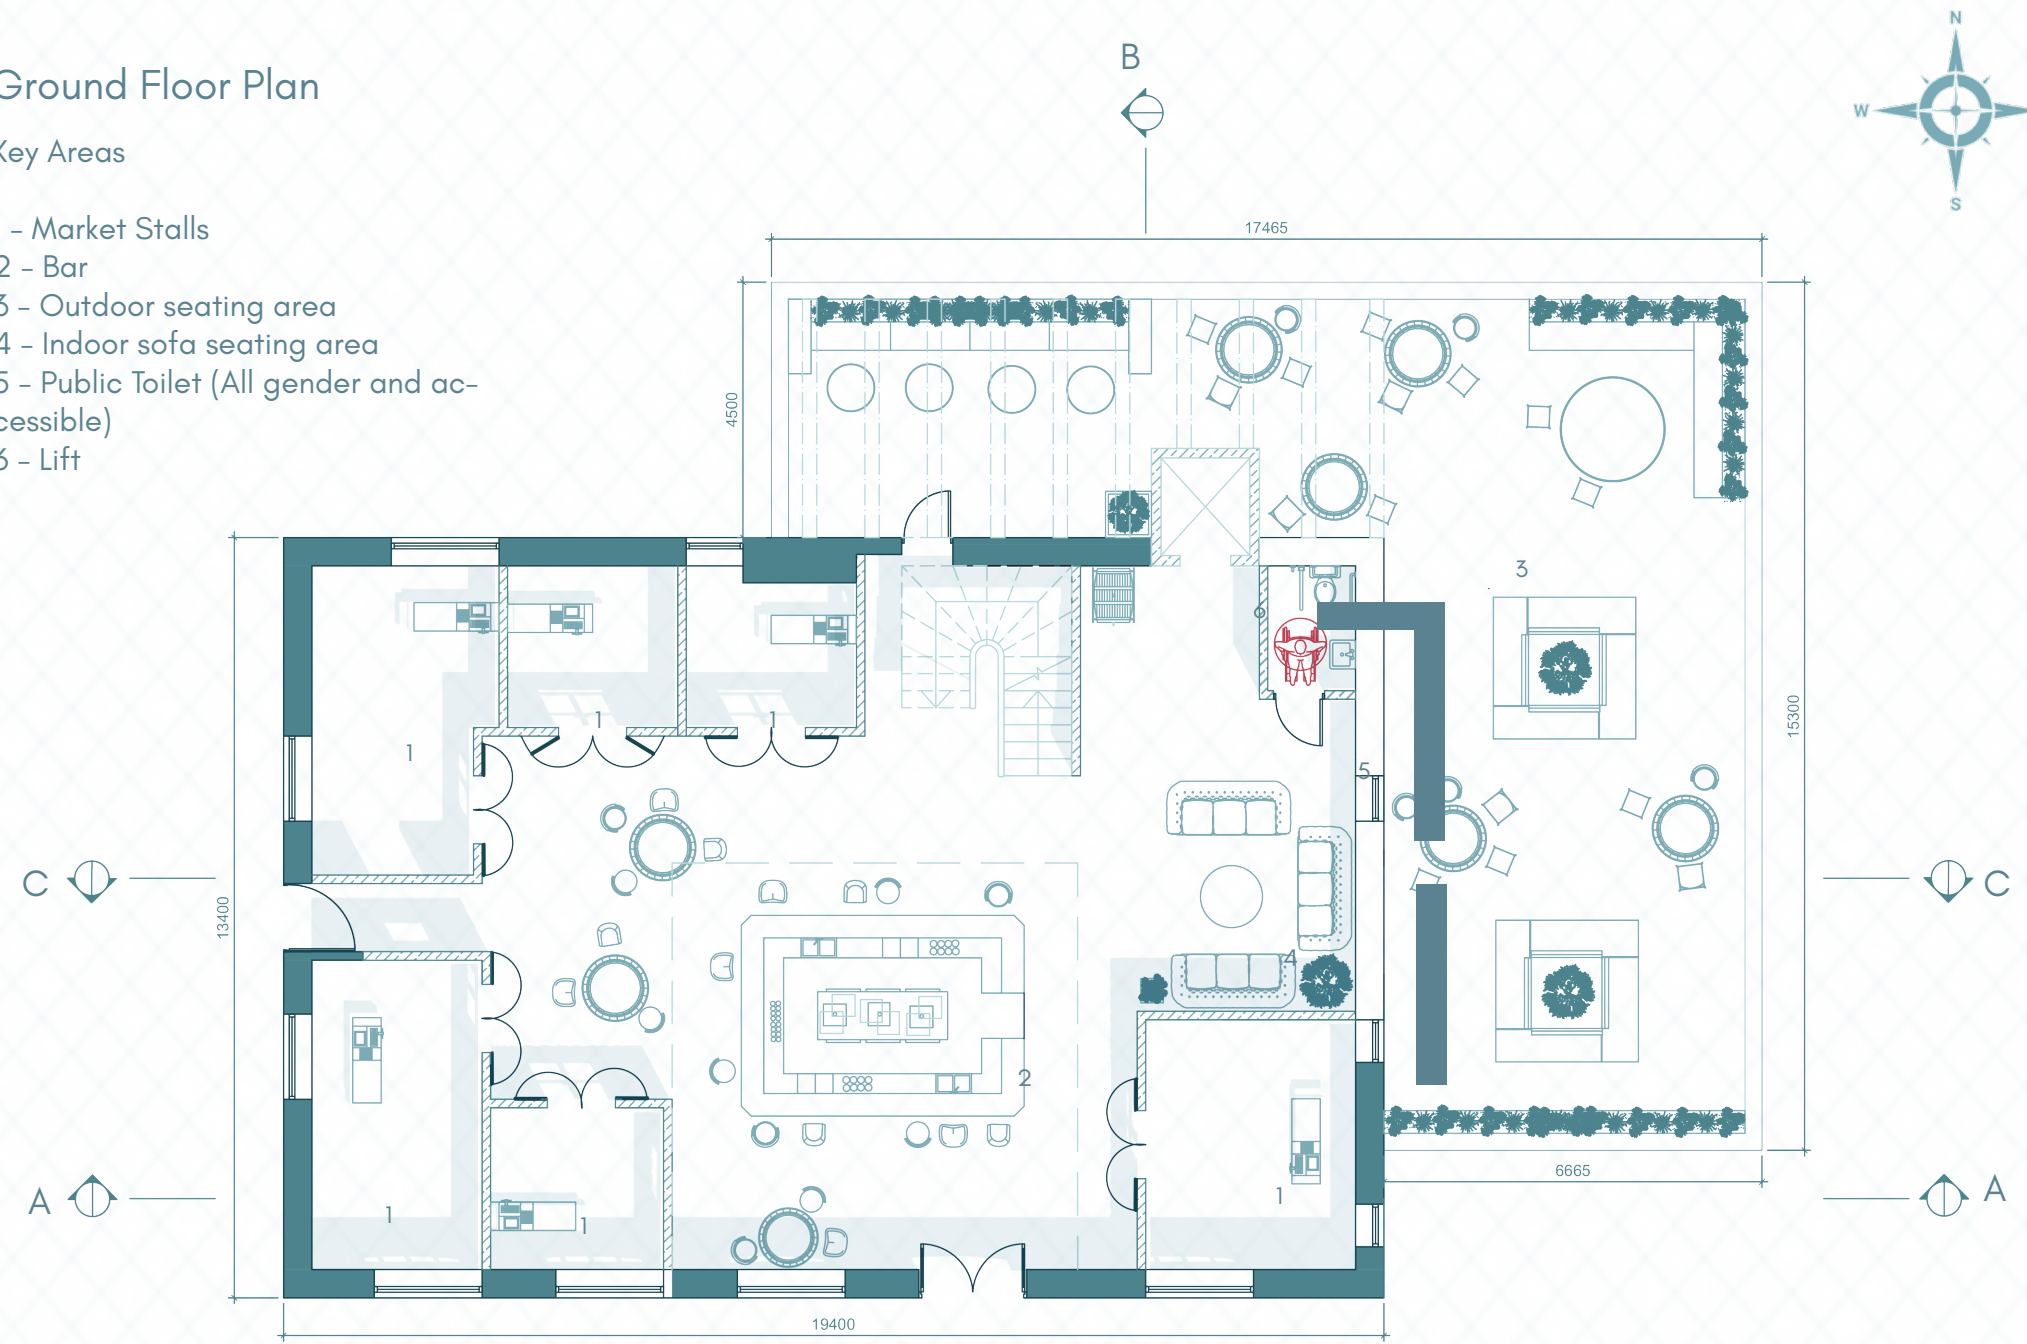 Ground Floor Plan
Key Areas
1 - Market Stalls
2 - Bar
3 - Outdoor seating area
4 - Indoor sofa seating area
5 - Public Toilet (All gender and ac-
cessible)
6 - Lift
B
N
W
S
17465
4500
3
15300
6
1
1
1
5
C
C
13400
4
2
1
1
1
A
A
6665
19400